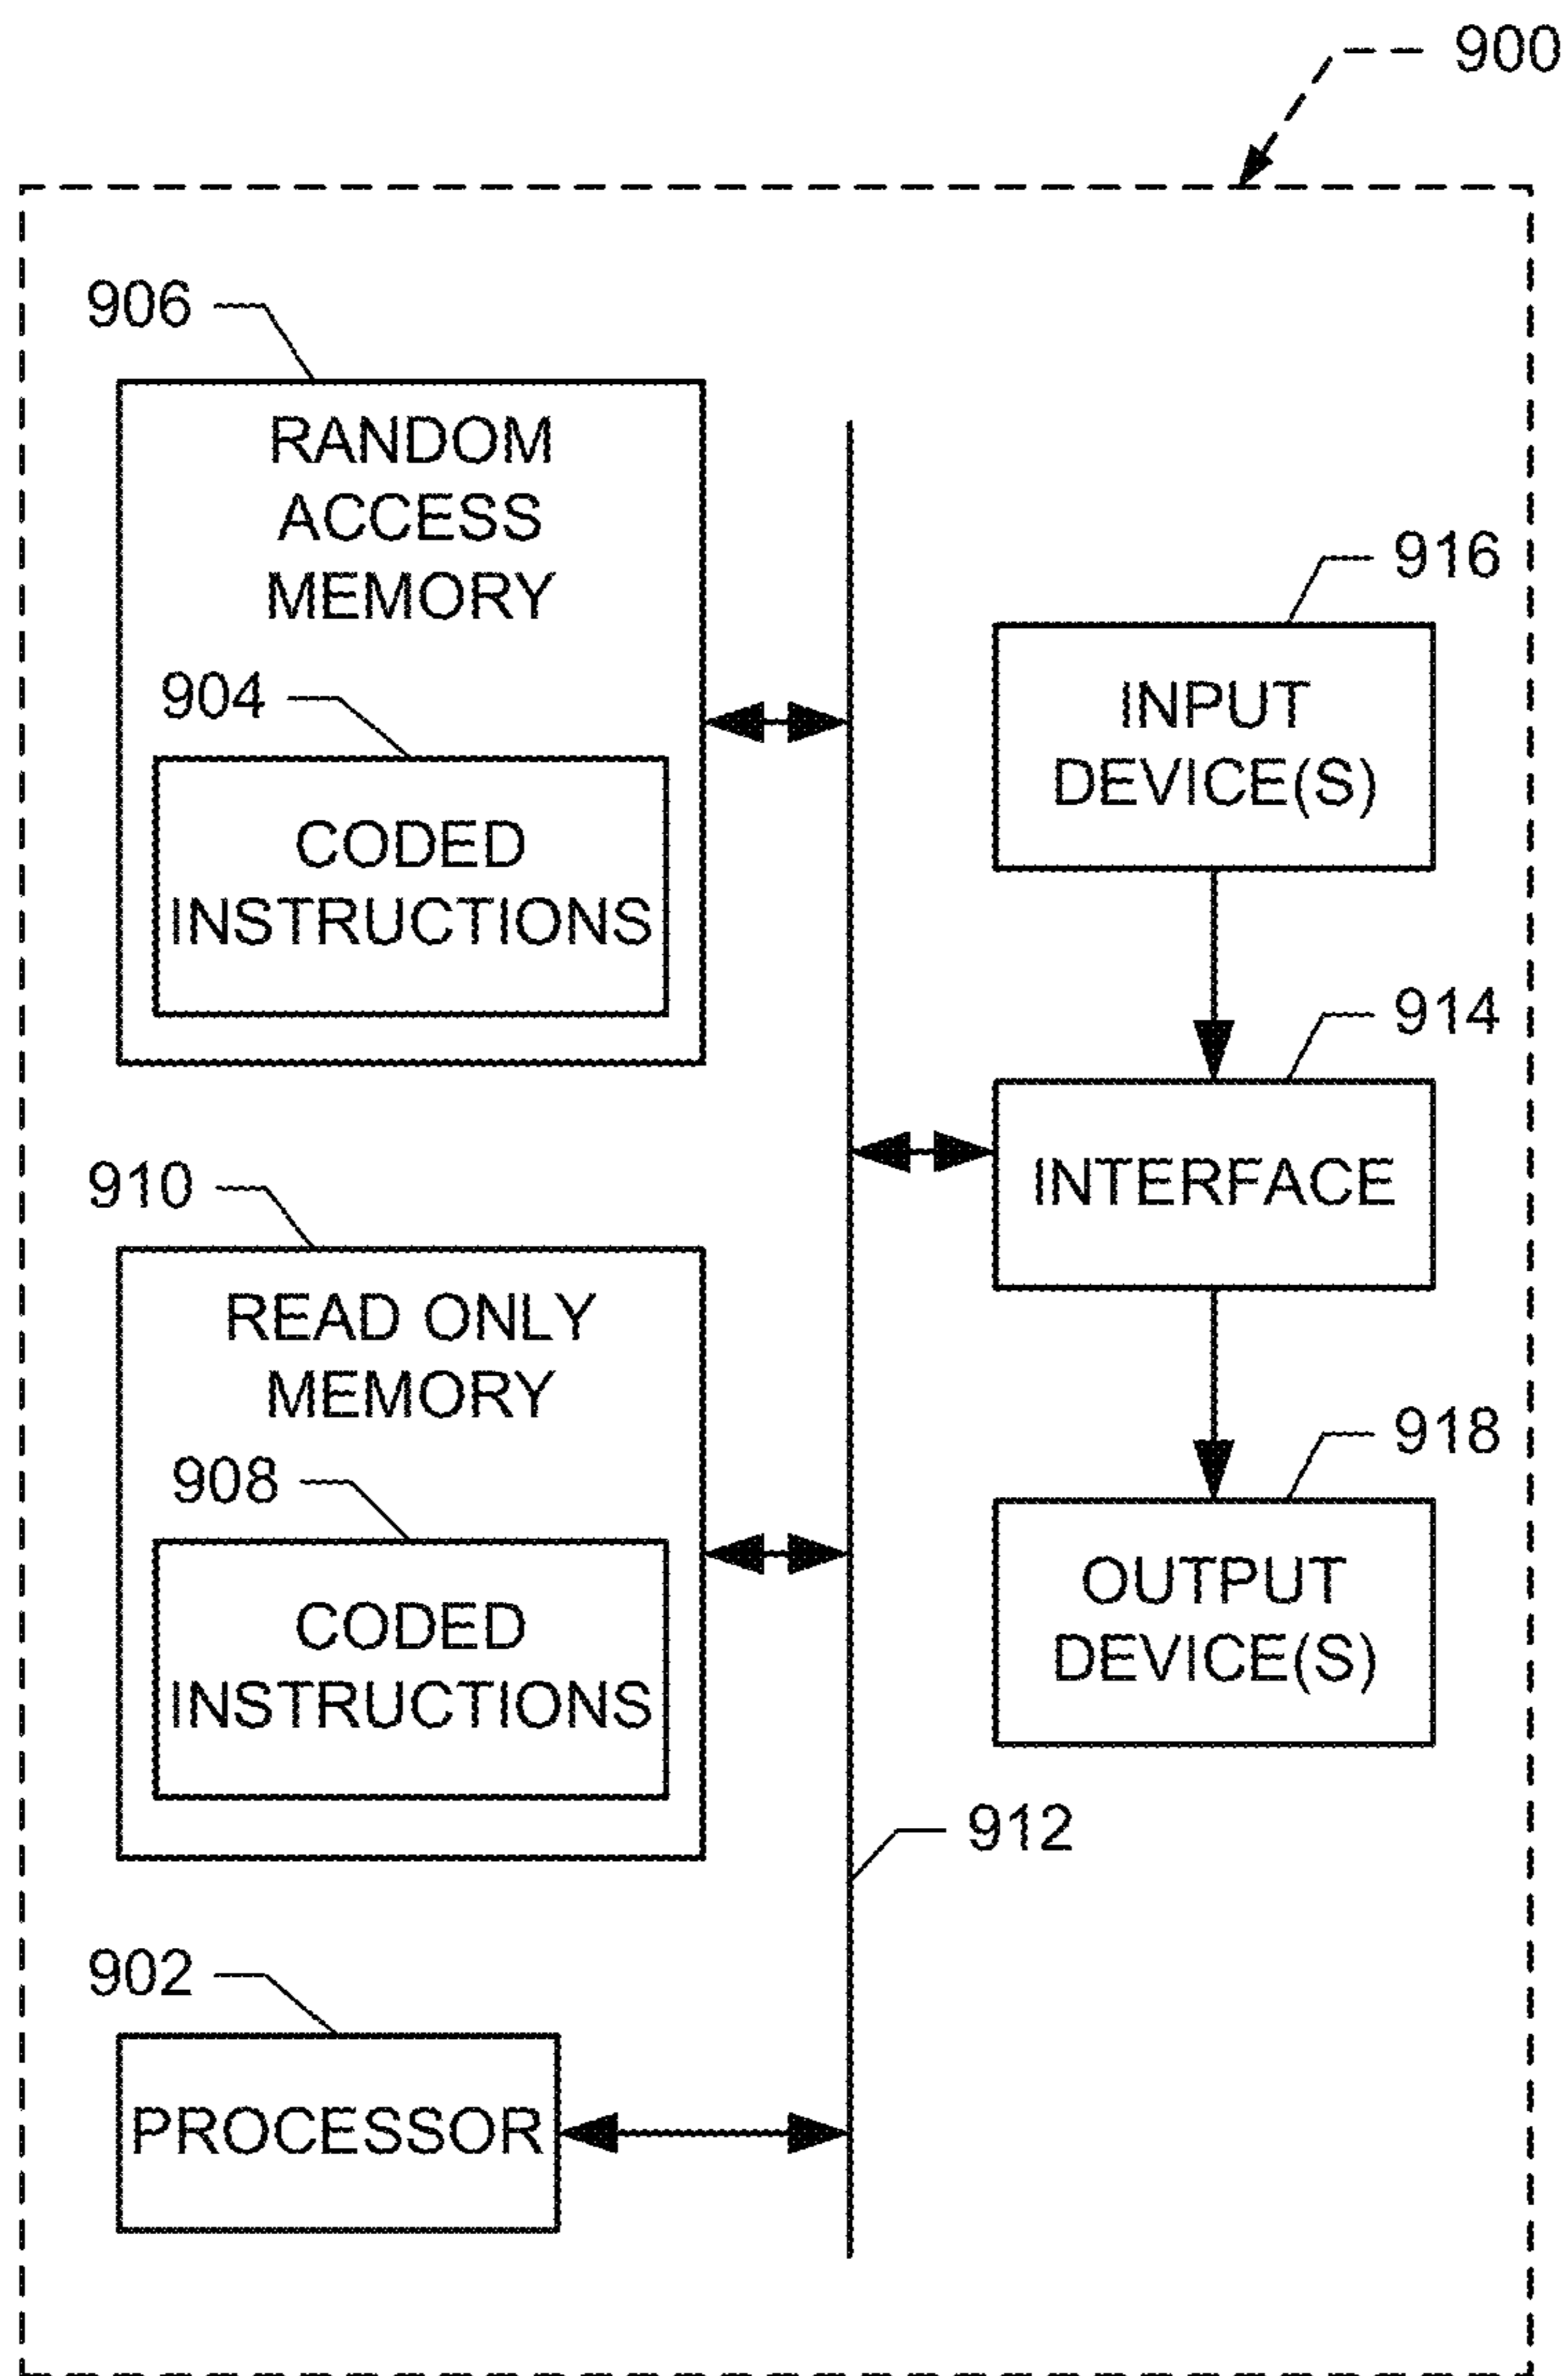 900
906
RANDOM
ACCESS
MEMORY
904
CODED
INSTRUCTIONS
916
INPUT
DEVICE(S)
914
INTERFACE
910
READ ONLY
MEMORY
908
CODED
INSTRUCTIONS
918
OUTPUT
DEVICE(S)
912
902
PROCESSOR